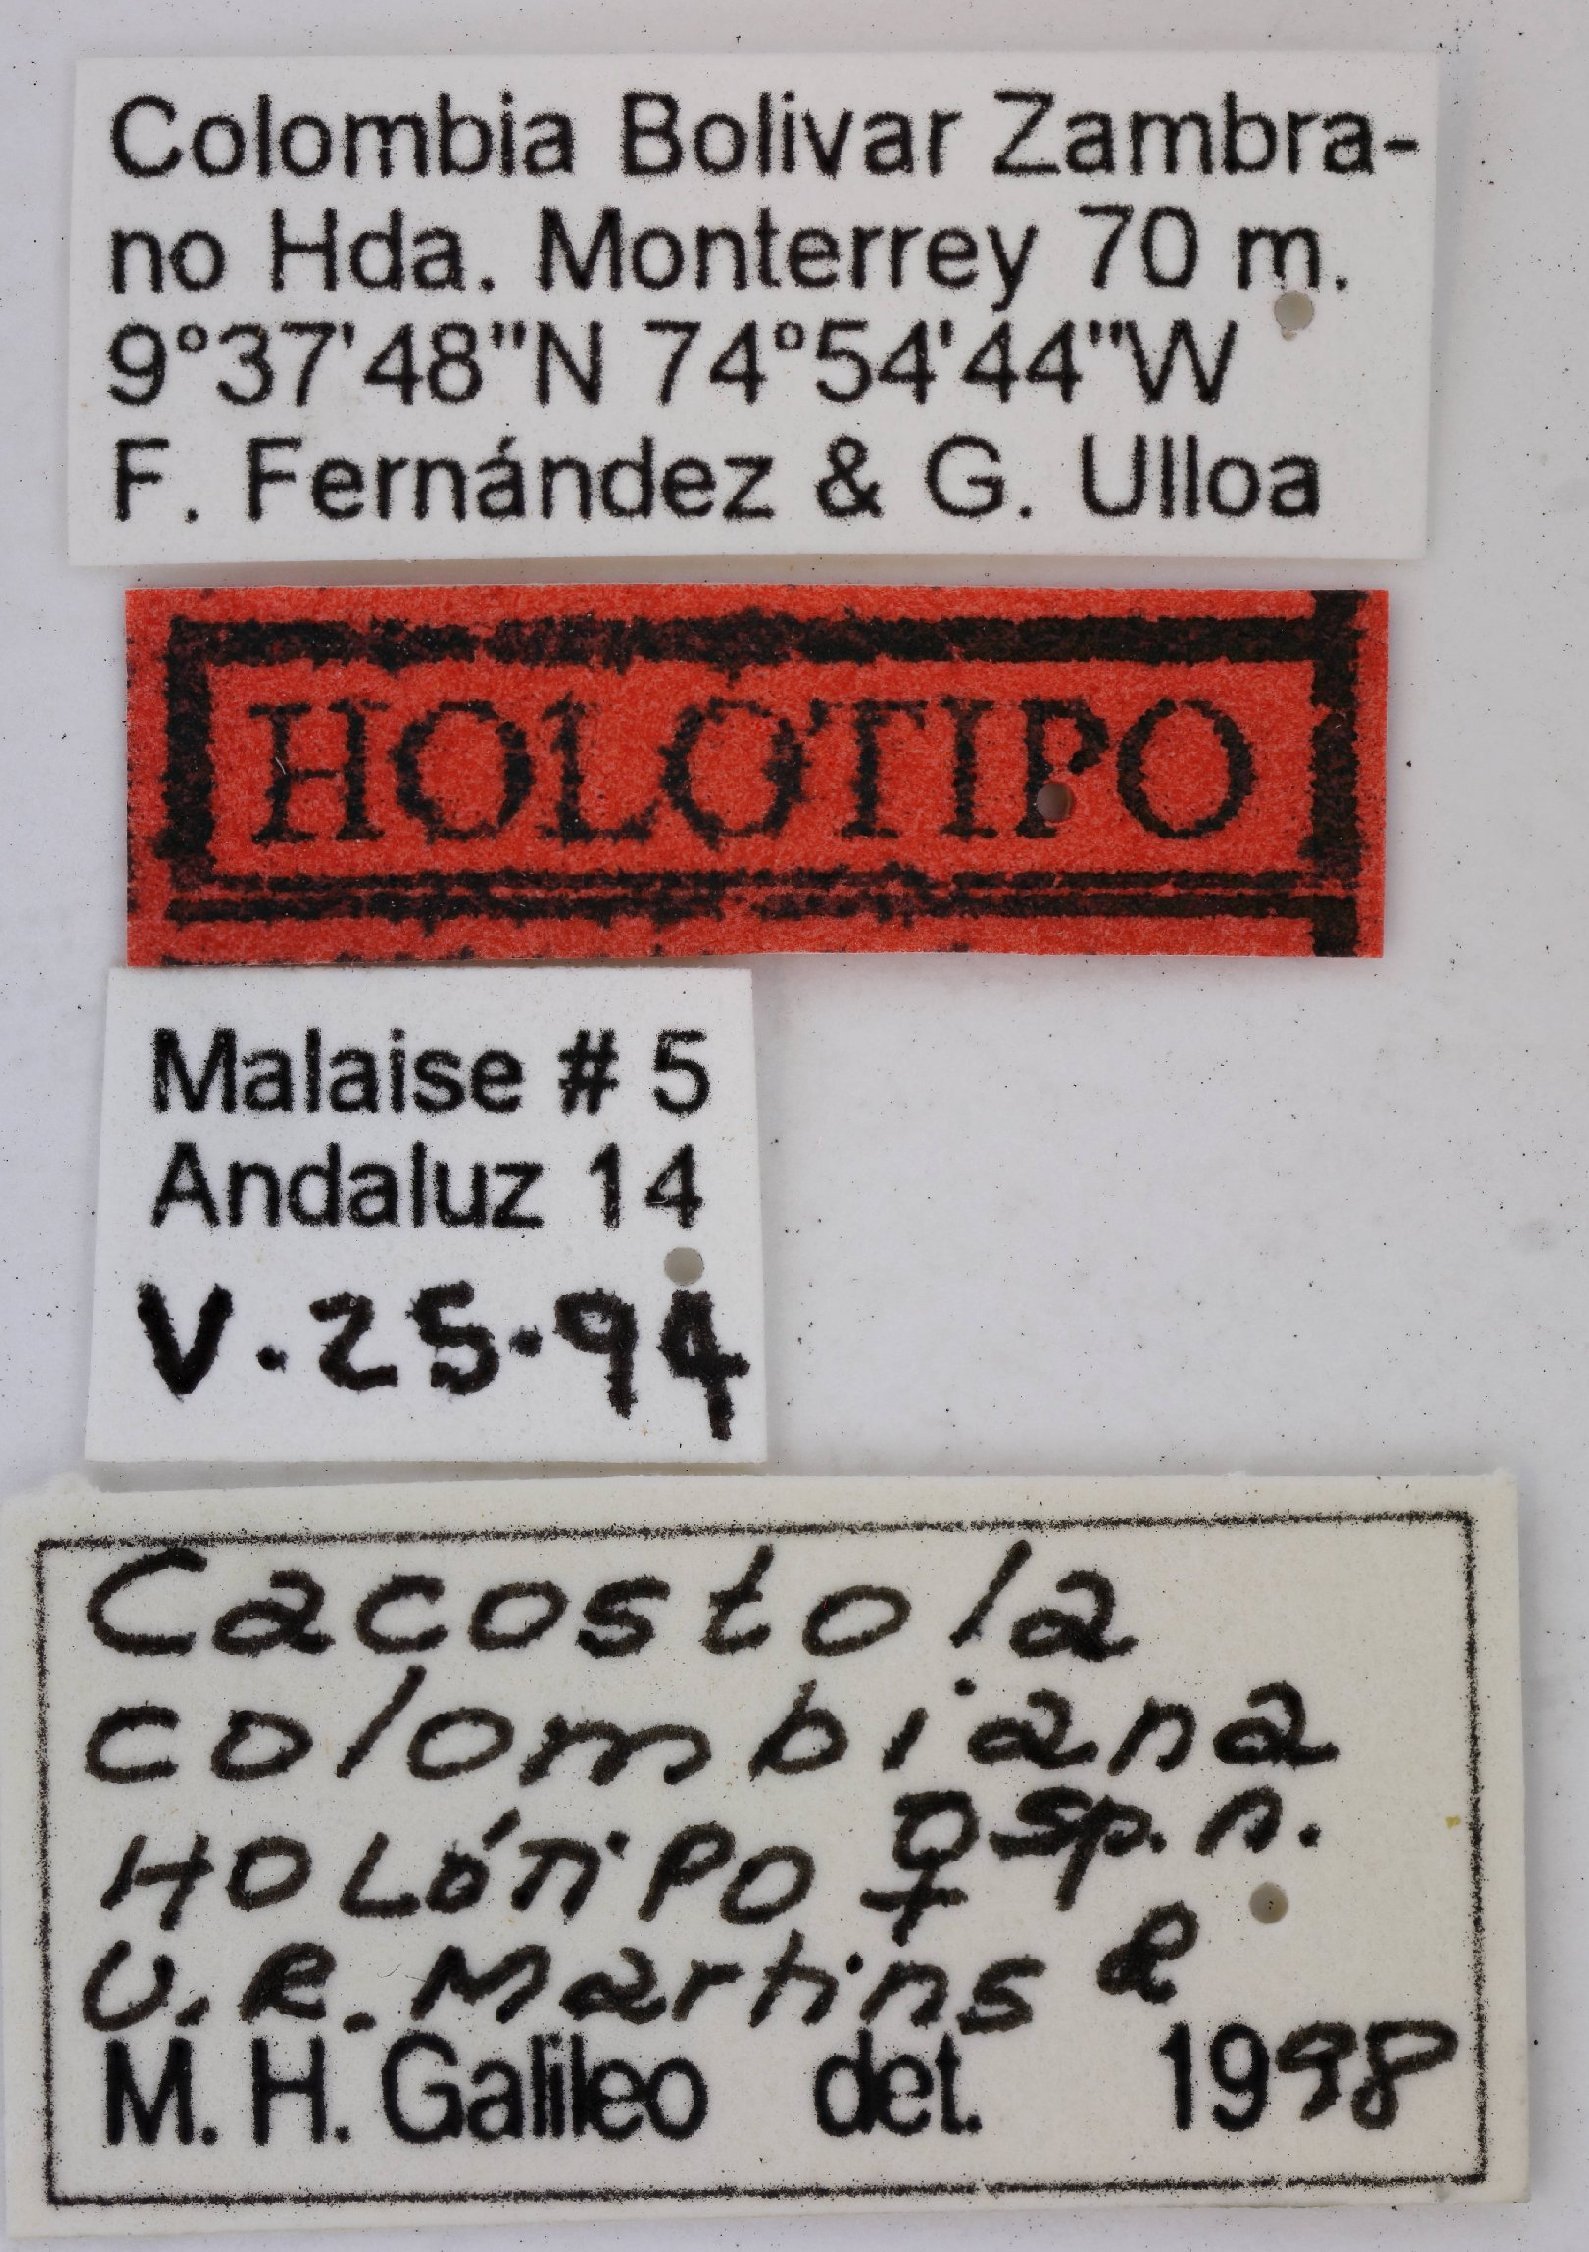 Colombia Bolivar Zambra-
no Hda. Monterrey 70 m.
9°37'48"N 74°54'44"W
F. Fernández & G. Ulloa
HOLOTIPO
Malaise # 5
Andaluz 14
V.25.94
Cacostola
colombiana
HOLÓTIPO ♀ sp. n.
U.R. Martins &
M. H. Galileo det. 1998